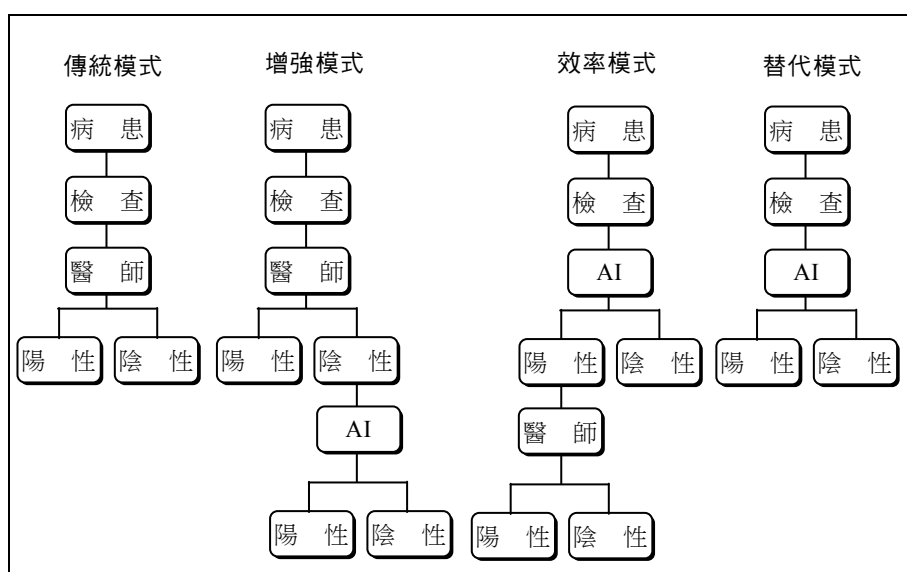 傳統模式 增強模式 效率模式 替代模式
病 患 病 患 病 患 病 患
檢 查 檢 查 檢 查 檢 查
醫 師 醫 師 AI AI
陽 性 陰 性 陽 性 陰 性 陽 性 陰 性 陽 性 陰 性
AI 醫 師
陽 性 陰 性 陽 性 陰 性